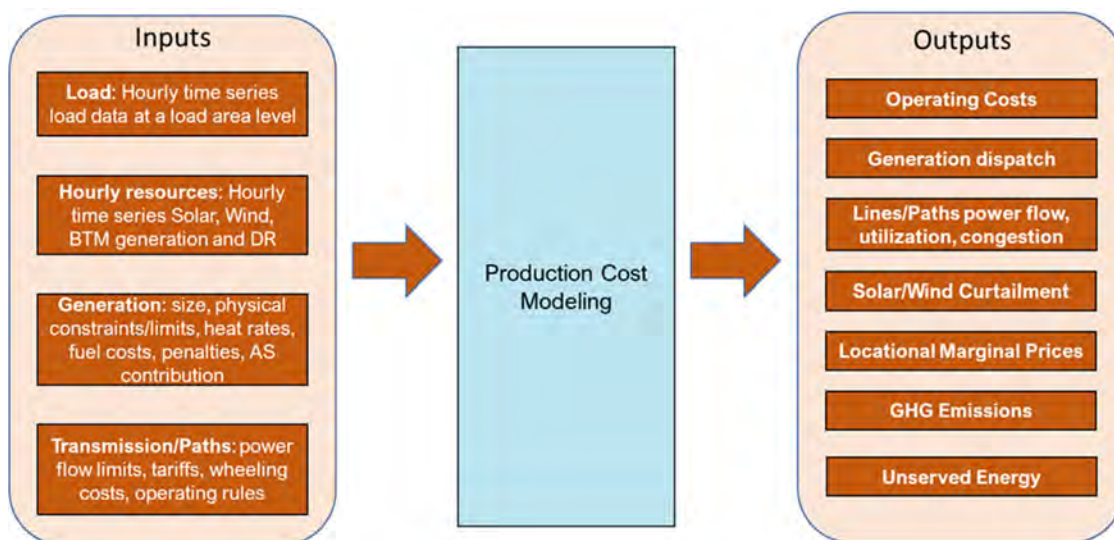 Inputs
Load: Hourly time series
load data at a load area level
Hourly resources: Hourly
time series Solar, Wind,
BTM generation and DR
Generation: size, physical
constraints/limits, heat rates,
fuel costs, penalties, AS
contribution
Transmission/Paths: power
flow limits, tariffs, wheeling
costs, operating rules
Production Cost
Modeling
Outputs
Operating Costs
Generation dispatch
Lines/Paths power flow,
utilization, congestion
Solar/Wind Curtailment
Locational Marginal Prices
GHG Emissions
Unserved Energy